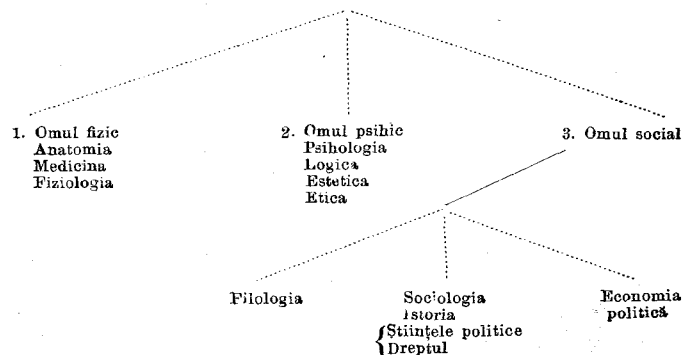 1. Omul fizic
Anatomia
Medicina
Fiziologia
2. Omul psihic
Psihologia
Logica
Estetica
Etica
3. Omul social
Filologia
Sociologia
Istoria
Științele politice
Dreptul
Economia
politică